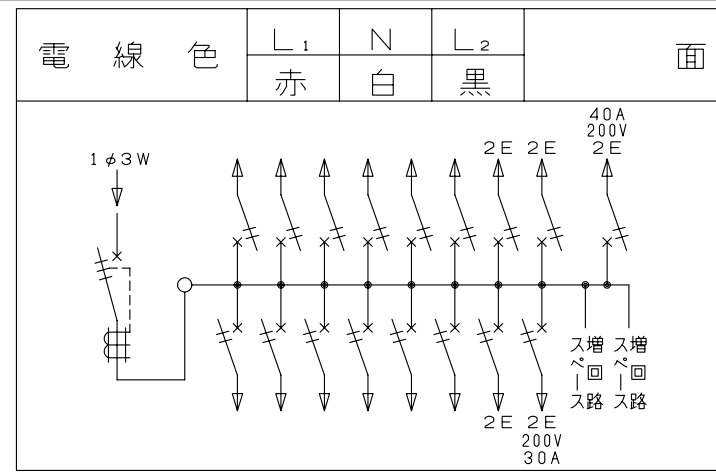 電線色 L₁ N L₂ 面
赤 白 黒
40A
200V
2E 2E 2E
1φ3W
増回路スペース 増回路スペース
2E 2E
200V
30A